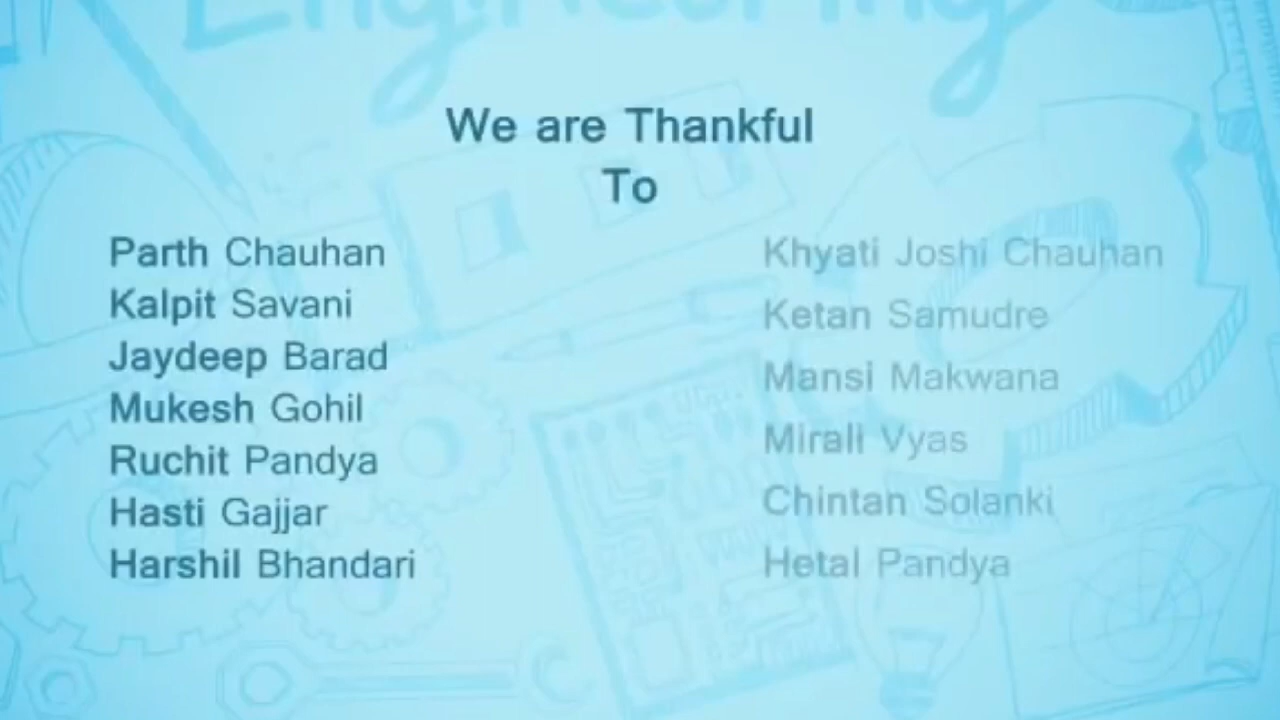 Engineering
We are Thankful
To
Parth Chauhan
Kalpit Savani
Jaydeep Barad
Mukesh Gohil
Ruchit Pandya
Hasti Gajjar
Harshil Bhandari
Khyati Joshi Chauhan
Ketan Samudre
Mansi Makwana
Mirali Vyas
Chintan Solanki
Hetal Pandya